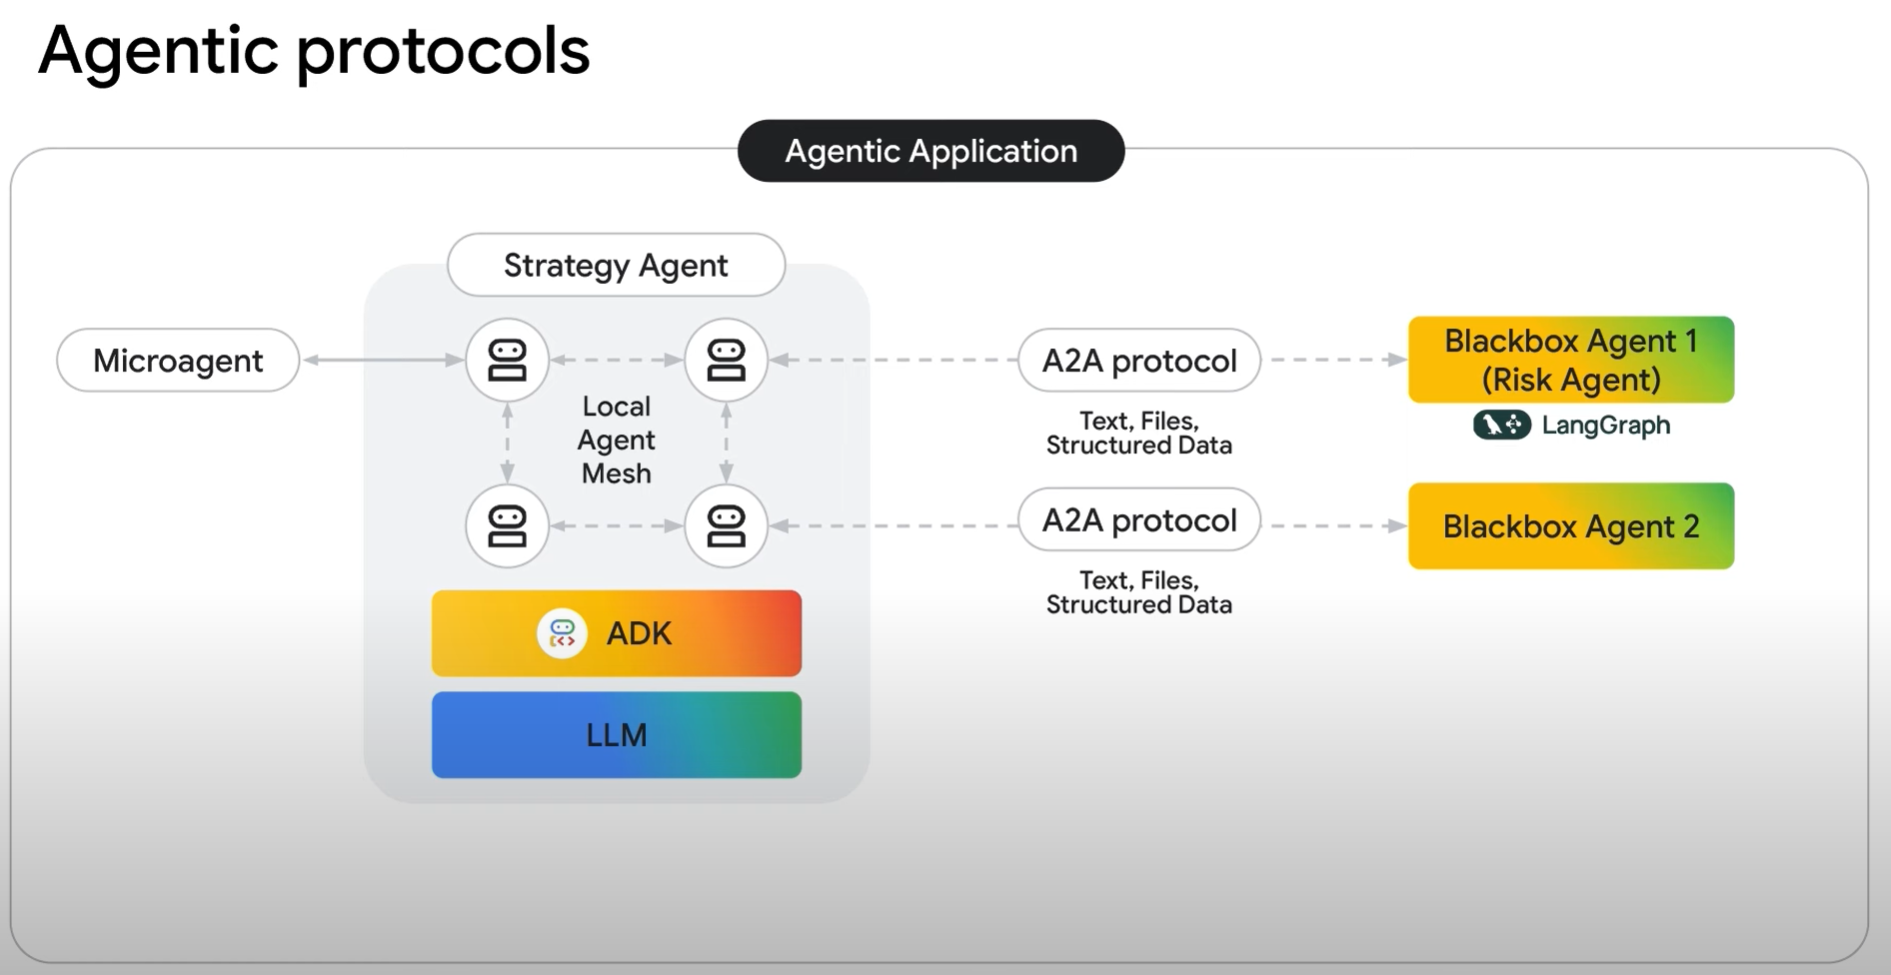 Agentic protocols
Agentic Application
Strategy Agent
Microagent
Local
Agent
Mesh
ADK
LLM
A2A protocol
Text, Files,
Structured Data
A2A protocol
Text, Files,
Structured Data
Blackbox Agent 1
(Risk Agent)
LangGraph
Blackbox Agent 2